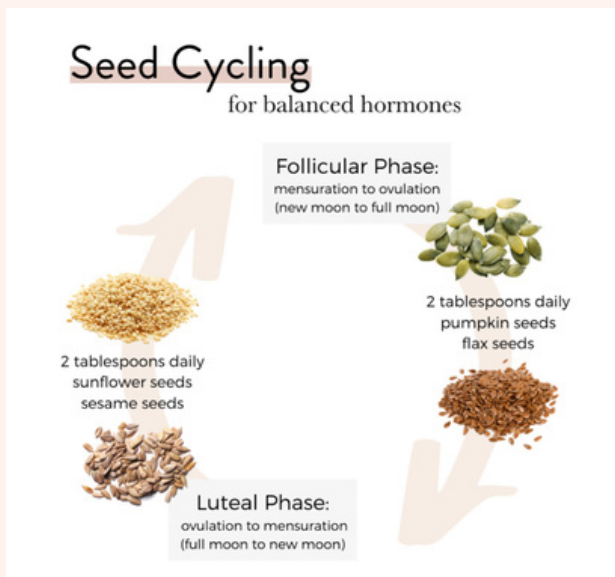 Seed Cycling
for balanced hormones
Follicular Phase:
mensuration to ovulation
(new moon to full moon)
2 tablespoons daily
pumpkin seeds
flax seeds
2 tablespoons daily
sunflower seeds
sesame seeds
Luteal Phase:
ovulation to mensuration
(full moon to new moon)